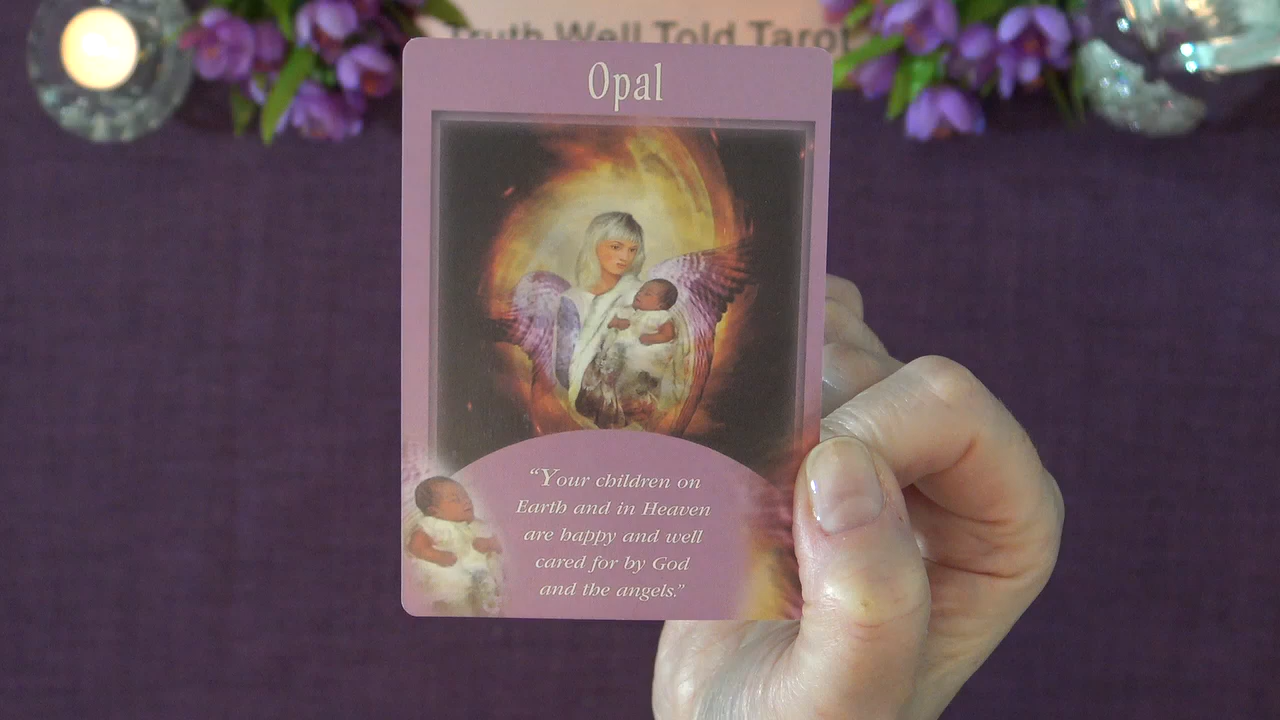 Truth Well Told Tarot
Opal
“Your children on
Earth and in Heaven
are happy and well
cared for by God
and the angels.”